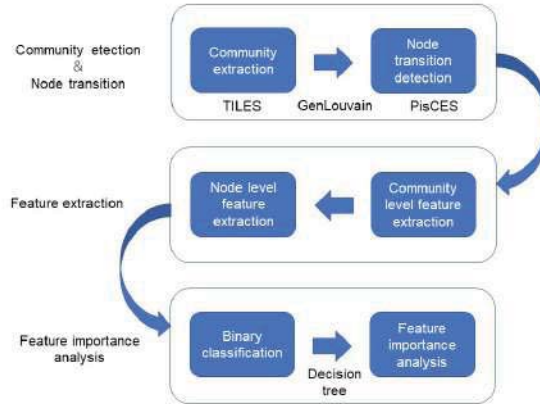 Community etection
&
Node transition
Community
extraction
Node
transition
detection
TILES
GenLouvain
PisCES
Feature extraction
Node level
feature
extraction
Community
level feature
extraction
Feature importance
analysis
Binary
classification
Feature
importance
analysis
Decision
tree